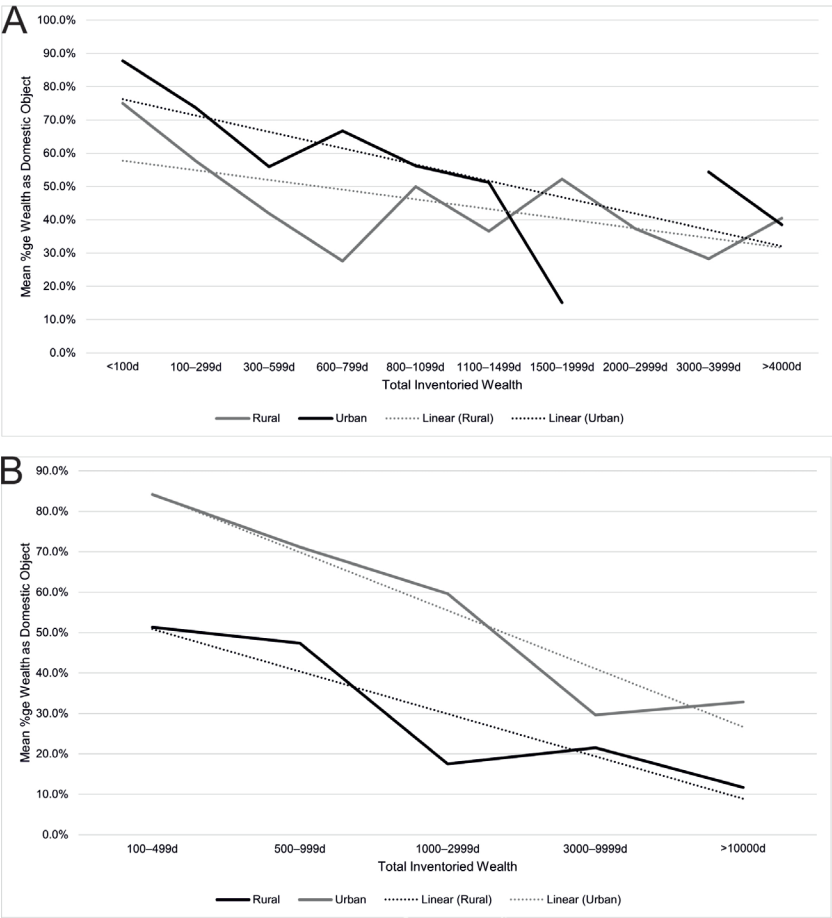 A
100.0%
90.0%
80.0%
70.0%
60.0%
50.0%
40.0%
30.0%
20.0%
10.0%
0.0%
Mean %ge Wealth as Domestic Object
<100d 100–299d 300–599d 600–799d 800–1099d 1100–1499d 1500–1999d 2000–2999d 3000–3999d >4000d
Total Inventoried Wealth
Rural Urban Linear (Rural) Linear (Urban)
B
90.0%
80.0%
70.0%
60.0%
50.0%
40.0%
30.0%
20.0%
10.0%
0.0%
Mean %ge Wealth as Domestic Object
100–499d 500–999d 1000–2999d 3000–9999d >10000d
Total Inventoried Wealth
Rural Urban Linear (Rural) Linear (Urban)